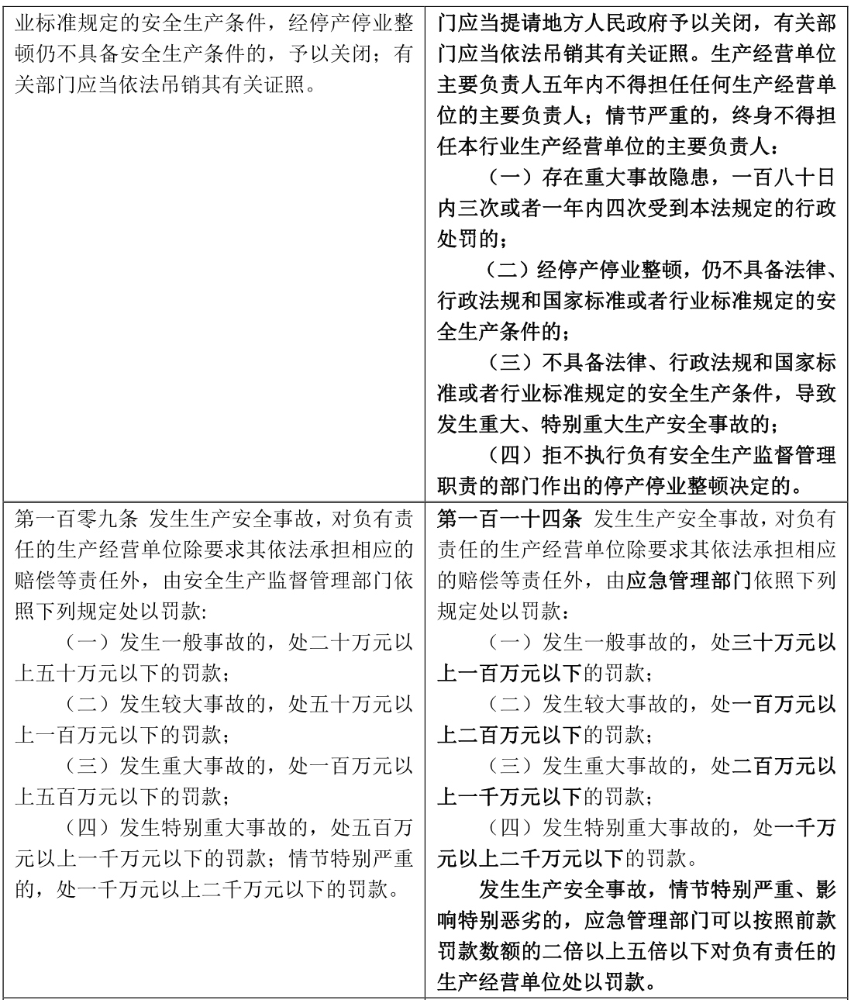 业标准规定的安全生产条件，经停产停业整
顿仍不具备安全生产条件的，予以关闭；有
关部门应当依法吊销其有关证照。
门应当提请地方人民政府予以关闭，有关部
门应当依法吊销其有关证照。生产经营单位
主要负责人五年内不得担任任何生产经营单
位的主要负责人；情节严重的，终身不得担
任本行业生产经营单位的主要负责人：
（一）存在重大事故隐患，一百八十日
内三次或者一年内四次受到本法规定的行政
处罚的；
（二）经停产停业整顿，仍不具备法律、
行政法规和国家标准或者行业标准规定的安
全生产条件的；
（三）不具备法律、行政法规和国家标
准或者行业标准规定的安全生产条件，导致
发生重大、特别重大生产安全事故的；
（四）拒不执行负有安全生产监督管理
职责的部门作出的停产停业整顿决定的。
第一百零九条 发生生产安全事故，对负有责
任的生产经营单位除要求其依法承担相应的
赔偿等责任外，由安全生产监督管理部门依
照下列规定处以罚款:
（一）发生一般事故的，处二十万元以
上五十万元以下的罚款；
（二）发生较大事故的，处五十万元以
上一百万元以下的罚款；
（三）发生重大事故的，处一百万元以
上五百万元以下的罚款；
（四）发生特别重大事故的，处五百万
元以上一千万元以下的罚款；情节特别严重
的，处一千万元以上二千万元以下的罚款。
第一百一十四条 发生生产安全事故，对负有
责任的生产经营单位除要求其依法承担相应
的赔偿等责任外，由应急管理部门依照下列
规定处以罚款：
（一）发生一般事故的，处三十万元以
上一百万元以下的罚款；
（二）发生较大事故的，处一百万元以
上二百万元以下的罚款；
（三）发生重大事故的，处二百万元以
上一千万元以下的罚款；
（四）发生特别重大事故的，处一千万
元以上二千万元以下的罚款。
发生生产安全事故，情节特别严重、影
响特别恶劣的，应急管理部门可以按照前款
罚款数额的二倍以上五倍以下对负有责任的
生产经营单位处以罚款。